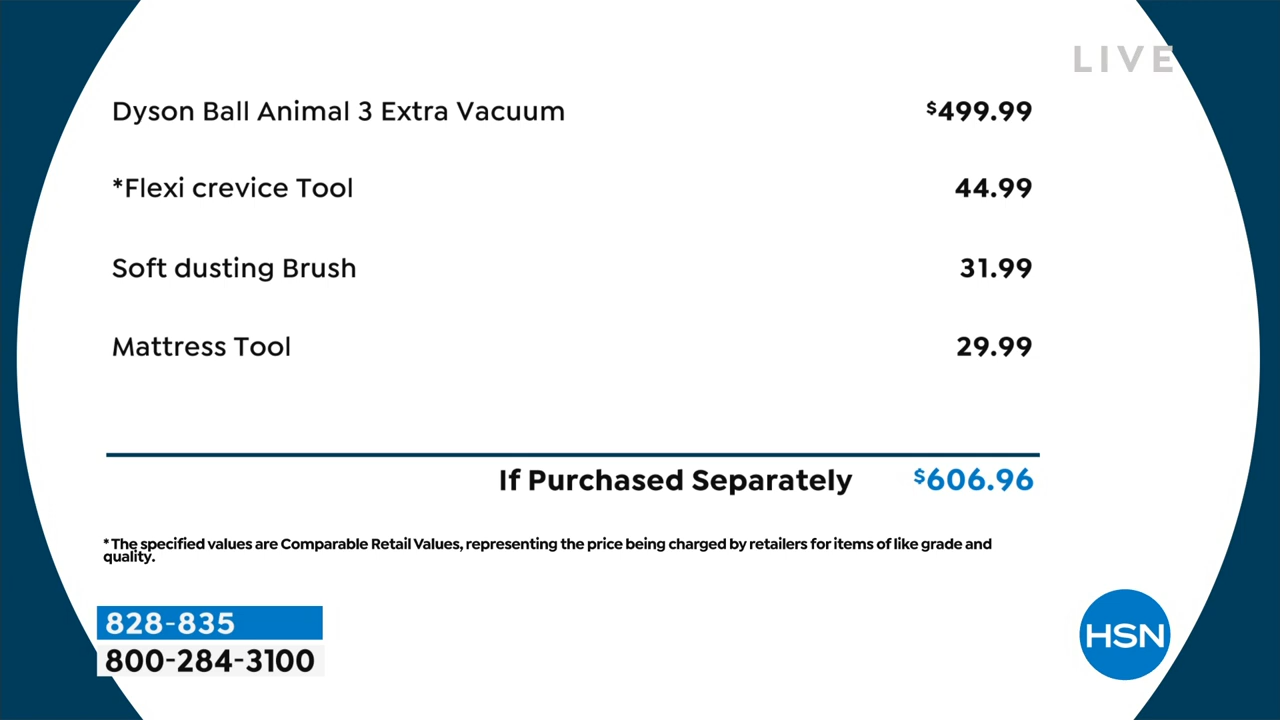 LIVE
Dyson Ball Animal 3 Extra Vacuum $499.99
*Flexi crevice Tool 44.99
Soft dusting Brush 31.99
Mattress Tool 29.99
If Purchased Separately $606.96
*The specified values are Comparable Retail Values, representing the price being charged by retailers for items of like grade and
quality.
828-835
800-284-3100
HSN